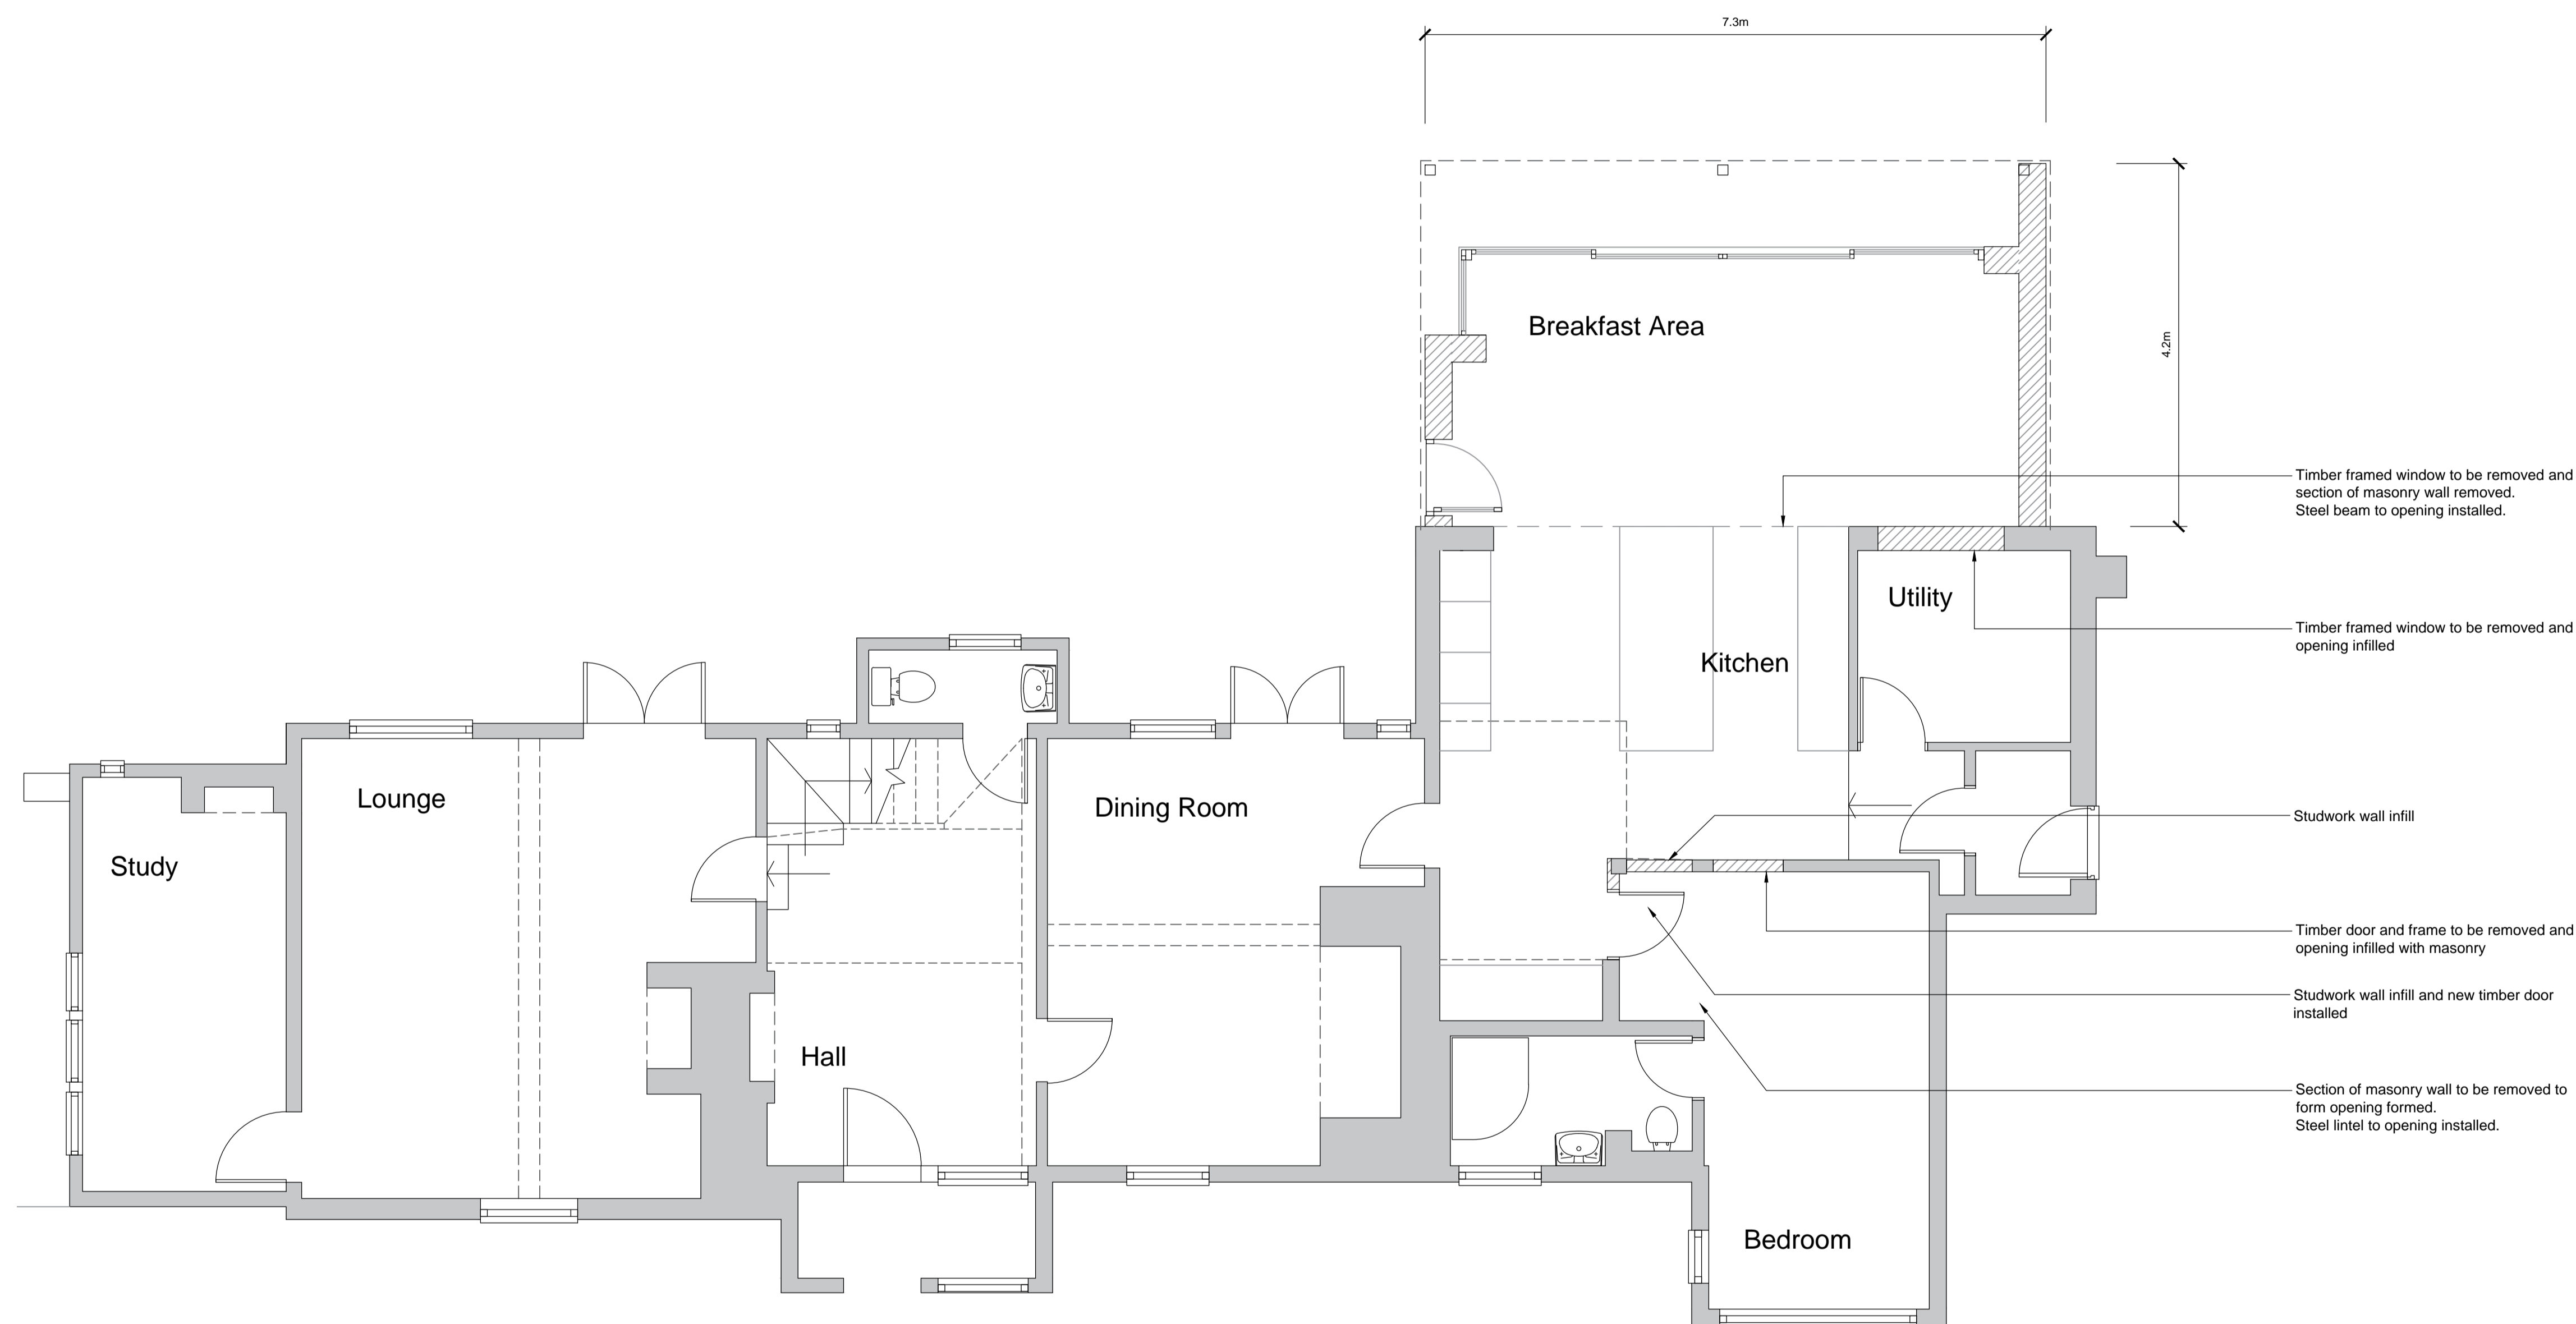 7.3m
4.2m
Breakfast Area
Timber framed window to be removed and
section of masonry wall removed.
Steel beam to opening installed.
Utility
Timber framed window to be removed and
opening infilled
Kitchen
Lounge
Dining Room
Studwork wall infill
Study
Timber door and frame to be removed and
opening infilled with masonry
Studwork wall infill and new timber door
installed
Hall
Section of masonry wall to be removed to
form opening formed.
Steel lintel to opening installed.
Bedroom